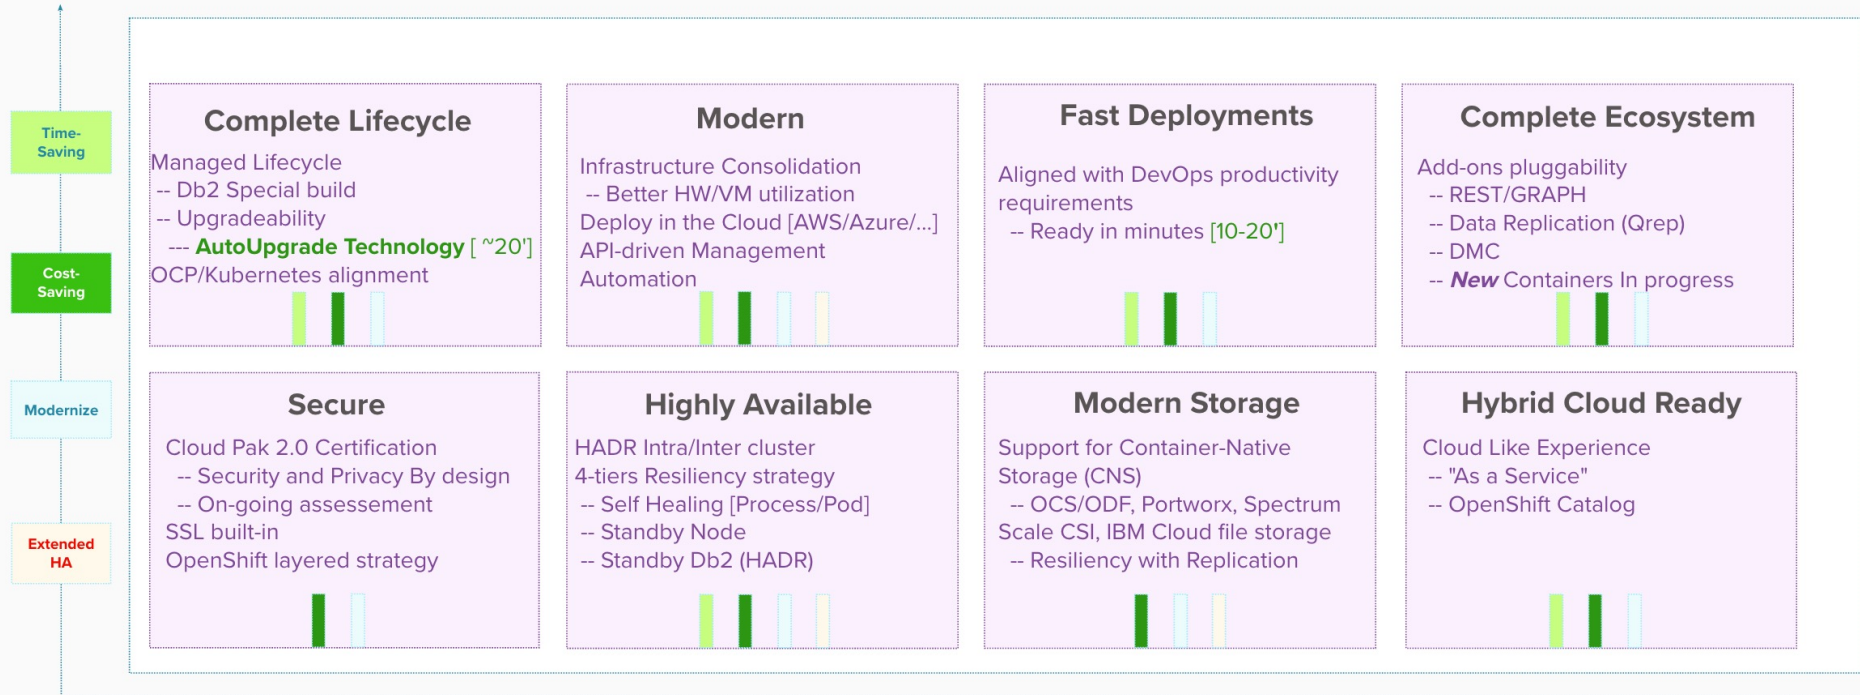 Time-
Saving
Cost-
Saving
Modernize
Extended
HA
Complete Lifecycle
Managed Lifecycle
-- Db2 Special build
-- Upgradeability
--- AutoUpgrade Technology [ ~20']
OCP/Kubernetes alignment
Modern
Infrastructure Consolidation
-- Better HW/VM utilization
Deploy in the Cloud [AWS/Azure/...]
API-driven Management
Automation
Fast Deployments
Aligned with DevOps productivity
requirements
-- Ready in minutes [10-20']
Complete Ecosystem
Add-ons pluggability
-- REST/GRAPH
-- Data Replication (Qrep)
-- DMC
-- New Containers In progress
Secure
Cloud Pak 2.0 Certification
-- Security and Privacy By design
-- On-going assessement
SSL built-in
OpenShift layered strategy
Highly Available
HADR Intra/Inter cluster
4-tiers Resiliency strategy
-- Self Healing [Process/Pod]
-- Standby Node
-- Standby Db2 (HADR)
Modern Storage
Support for Container-Native
Storage (CNS)
-- OCS/ODF, Portworx, Spectrum
Scale CSI, IBM Cloud file storage
-- Resiliency with Replication
Hybrid Cloud Ready
Cloud Like Experience
-- "As a Service"
-- OpenShift Catalog